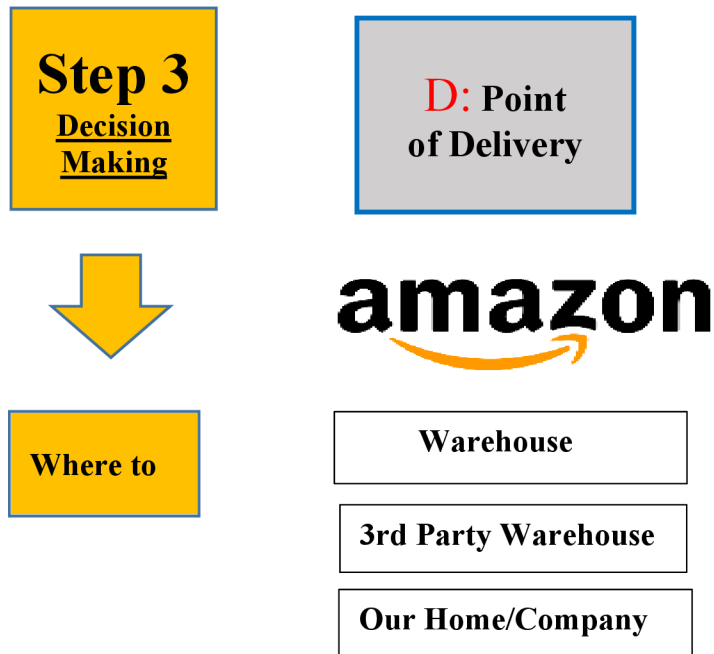 Step 3
Decision
Making
D: Point
of Delivery
amazon
Where to
Warehouse
3rd Party Warehouse
Our Home/Company